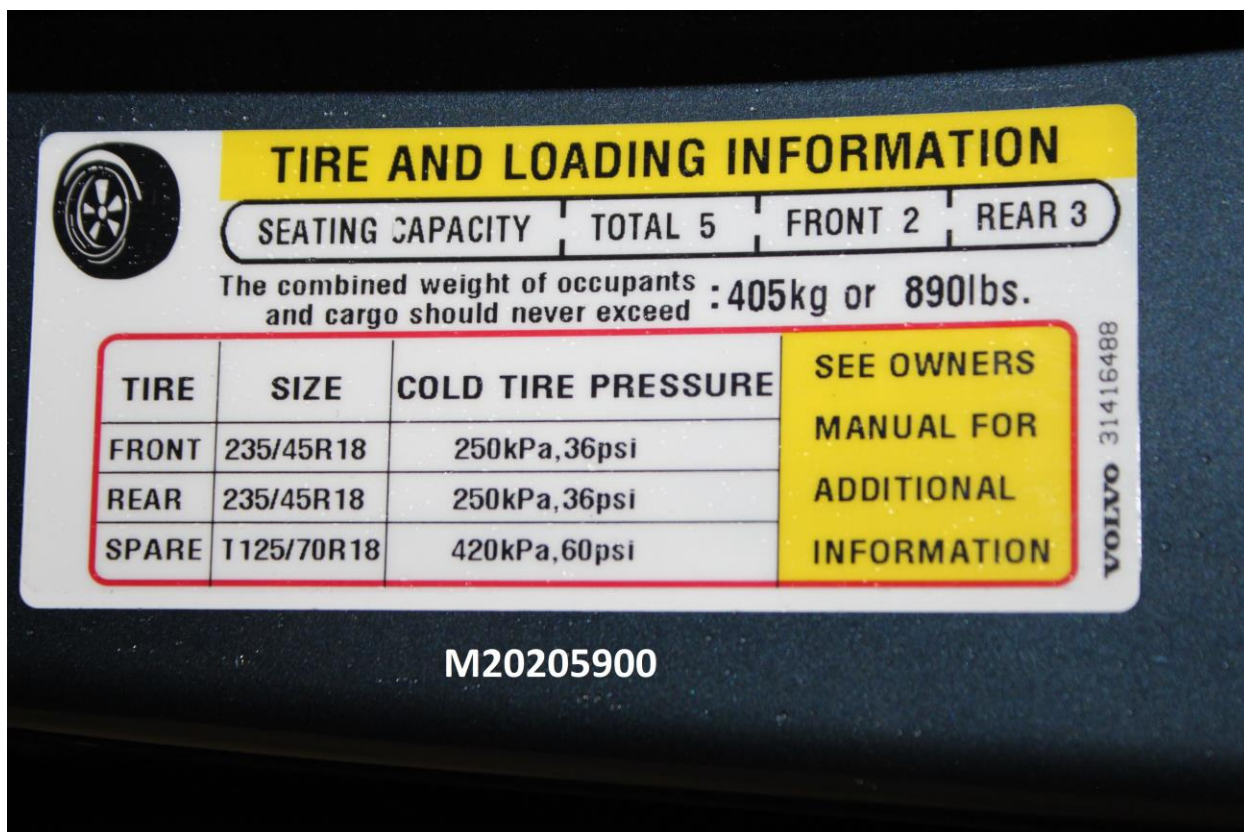 TIRE AND LOADING INFORMATION
SEATING CAPACITY TOTAL 5 FRONT 2 REAR 3
The combined weight of occupants
and cargo should never exceed : 405kg or 890lbs.
TIRE SIZE COLD TIRE PRESSURE
FRONT 235/45R18 250kPa,36psi
REAR 235/45R18 250kPa,36psi
SPARE T125/70R18 420kPa,60psi
SEE OWNERS
MANUAL FOR
ADDITIONAL
INFORMATION
VOLVO 31416488
M20205900